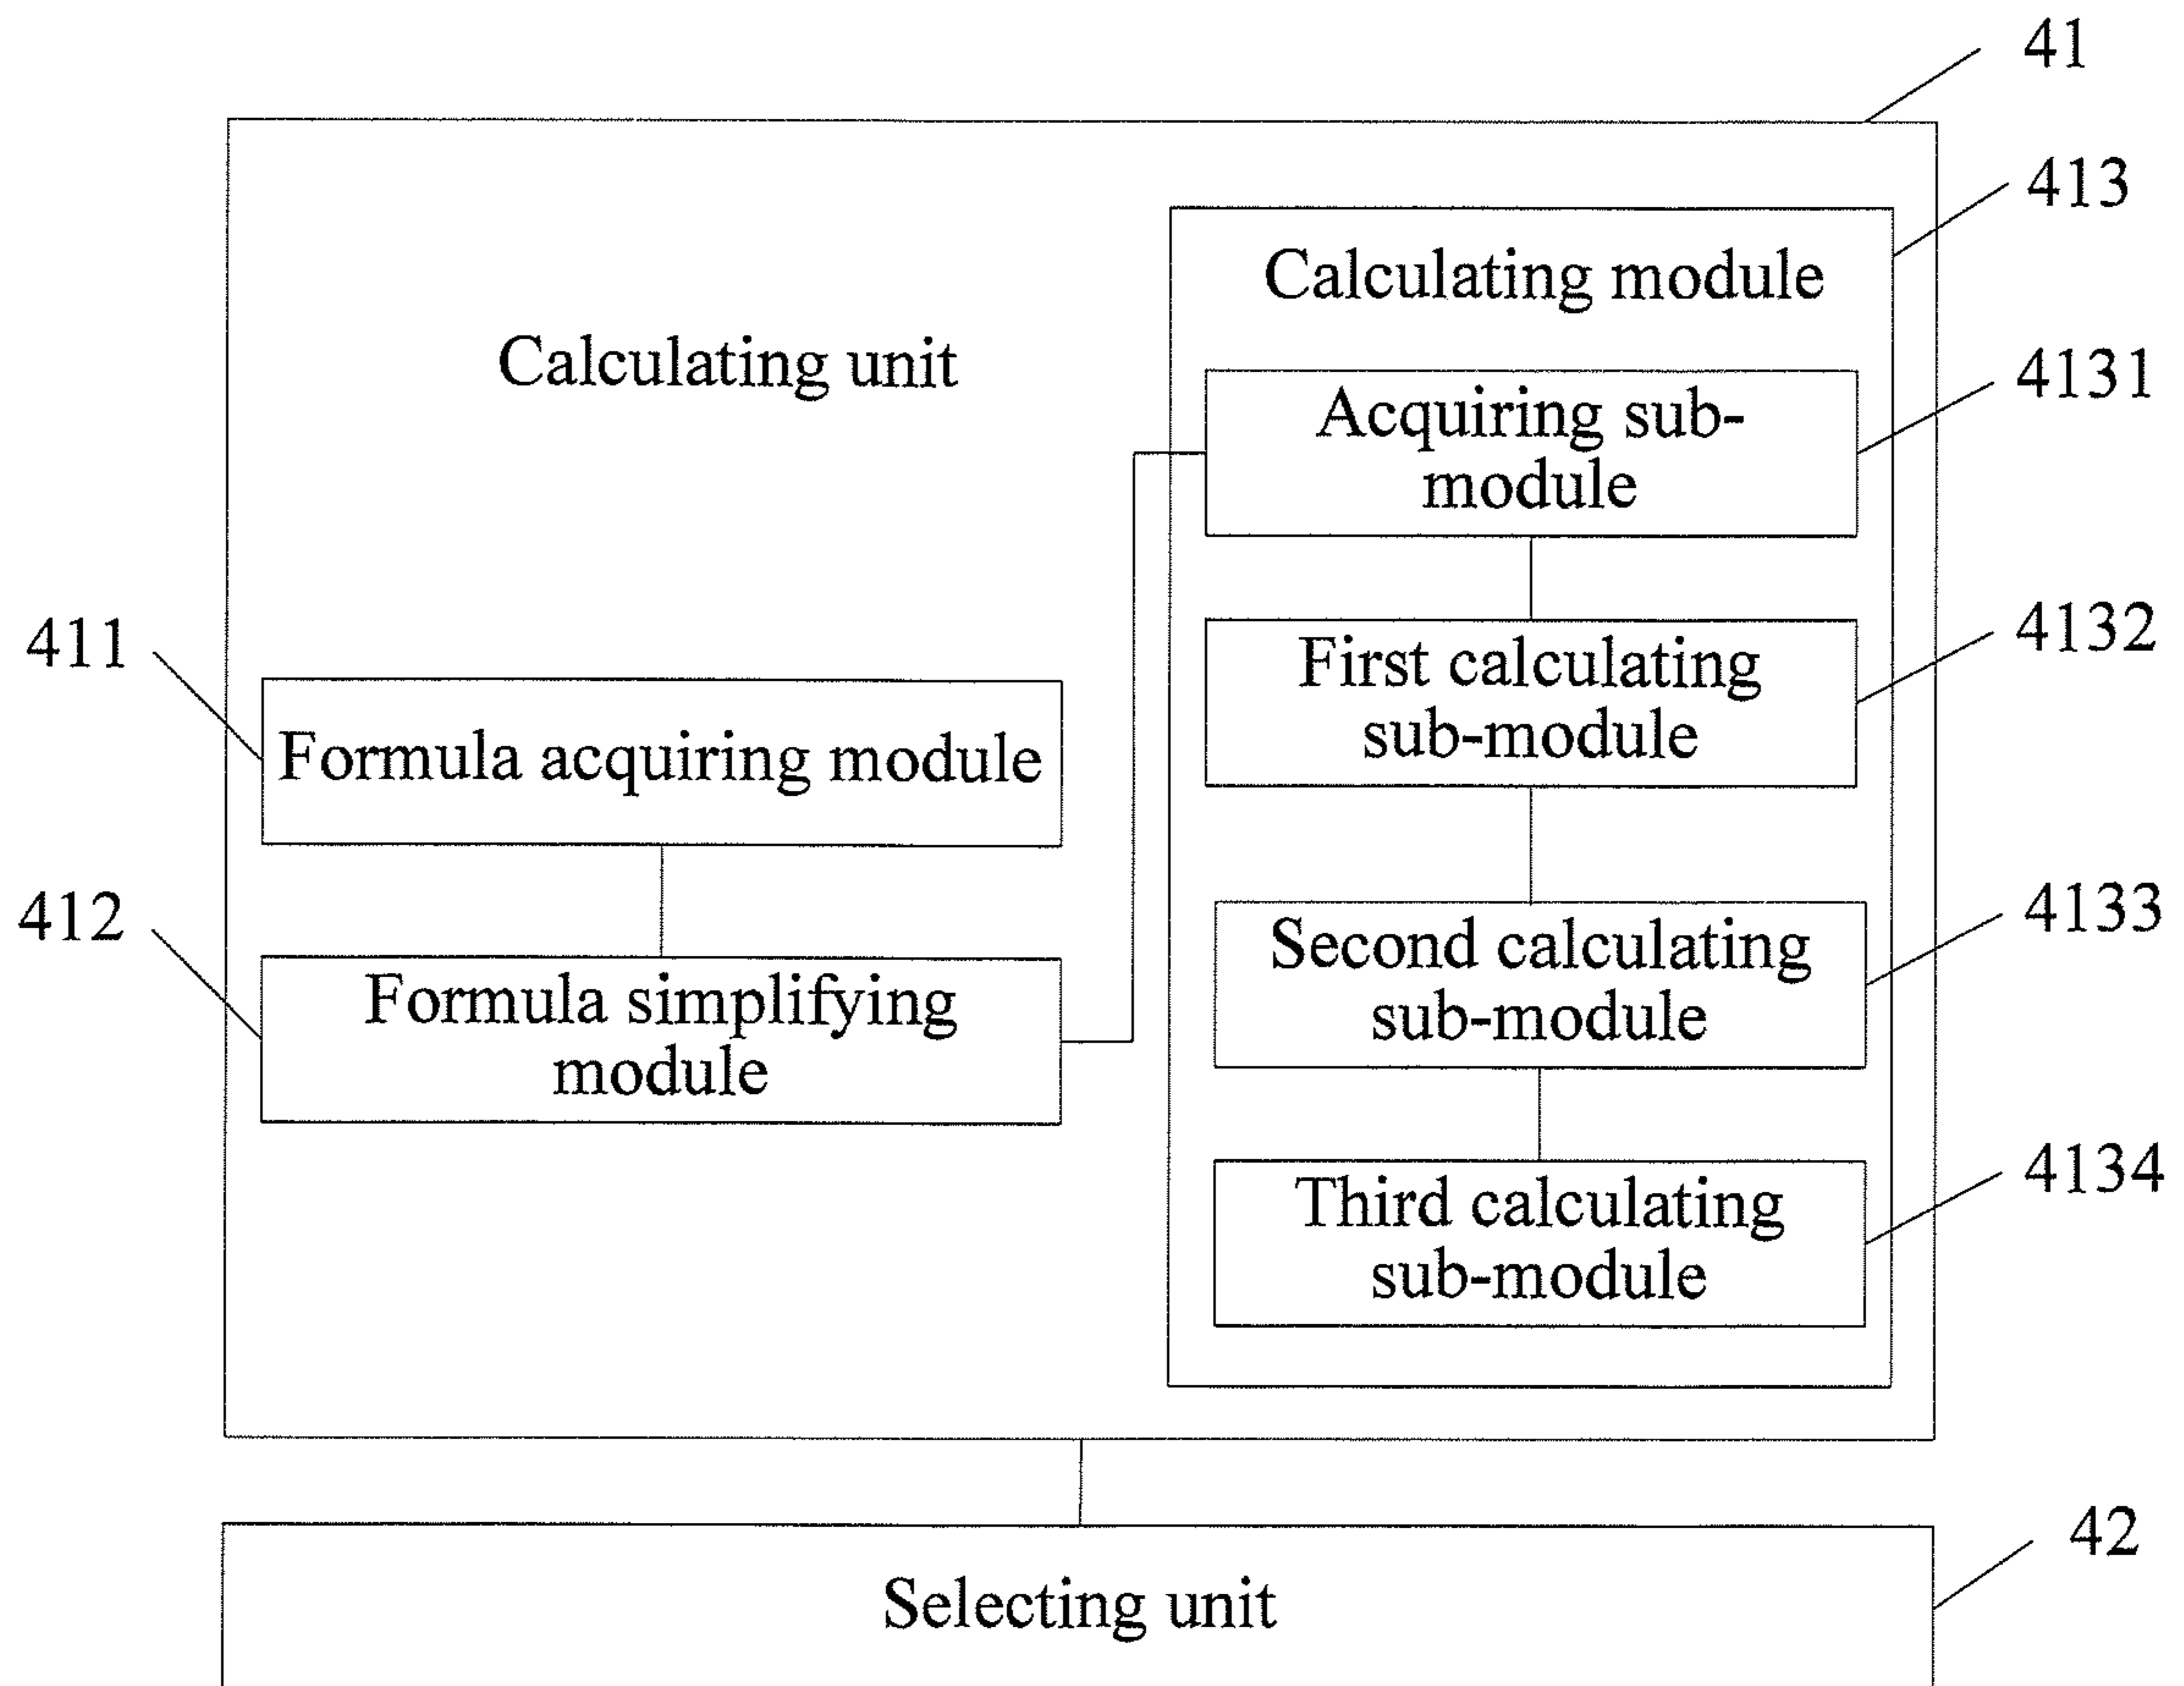 41
413
Calculating module
Calculating unit
4131
Acquiring sub-
module
4132
First calculating
sub-module
411
Formula acquiring module
412
Formula simplifying
module
4133
Second calculating
sub-module
4134
Third calculating
sub-module
42
Selecting unit